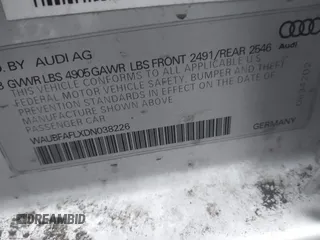 D BY AUDI AG
GVWR LBS 4905 GAWR LBS FRONT 2491/REAR 2546
THIS VEHICLE CONFORMS TO ALL APPLICABLE
FEDERAL MOTOR VEHICLE SAFETY, BUMPER AND THEFT
PREVENTION STANDARDS IN EFFECT ON THE DATE OF
MANUFACTURE SHOWN ABOVE
PASSENGER CAR
Audi
WAUBFAFLXDN038226
GERMANY
DREAMBID